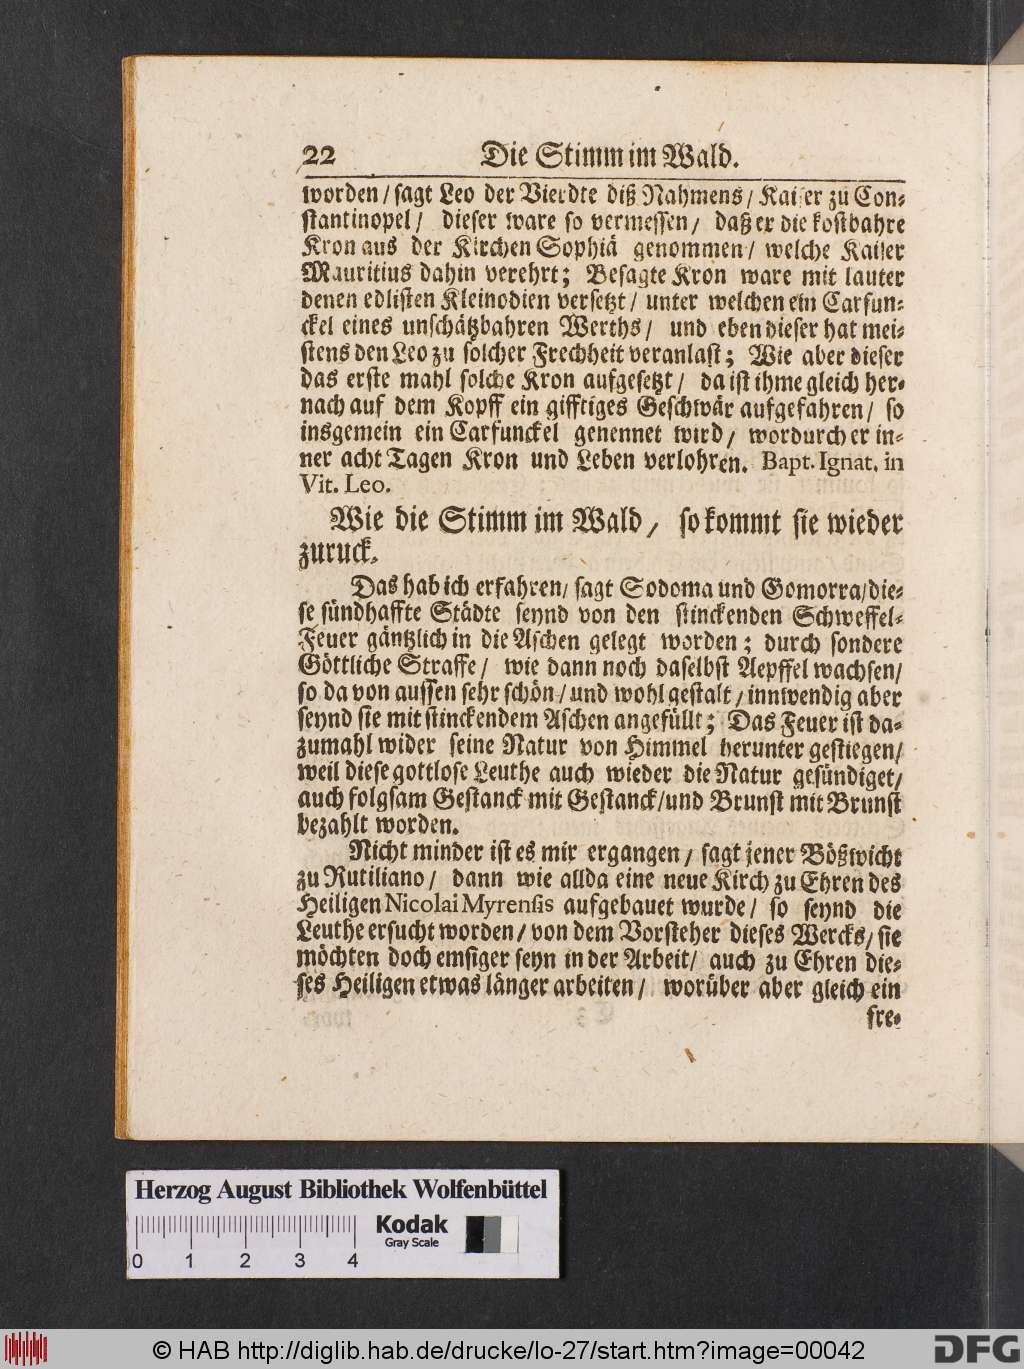 22 Die Stimm im Wald.
worden / sagt Leo der Vierdte diß Nahmens / Kaiser zu Con-
stantinopel / dieser ware so vermessen / daß er die kostbahre
Kron aus der Kirchen Sophiä genommen / welche Kaiser
Mauritius dahin verehrt; Besagte Kron ware mit lauter
denen edlisten Kleinodien versetzt / unter welchen ein Carfun-
ckel eines unschätzbahren Werths / und eben dieser hat mei-
stens den Leo zu solcher Frechheit veranlast; Wie aber dieser
das erste mahl solche Kron aufgesetzt / da ist ihme gleich her-
nach auf dem Kopff ein gifftiges Geschwär aufgefahren / so
insgemein ein Carfunckel genennet wird / wordurch er in-
ner acht Tagen Kron und Leben verlohren. Bapt. Ignat. in
Vit. Leo.
Wie die Stimm im Wald / so kommt sie wieder
zuruck.
Das hab ich erfahren / sagt Sodoma und Gomorra / die-
se sündhaffte Städte seynd von den stinckenden Schweffel-
Feuer gäntzlich in die Aschen gelegt worden; durch sondere
Göttliche Straffe / wie dann noch daselbst Aepffel wachsen /
so da von aussen sehr schön / und wohl gestalt / innwendig aber
seynd sie mit stinckendem Aschen angefüllt; Das Feuer ist da-
zumahl wider seine Natur von Himmel herunter gestiegen /
weil diese gottlose Leuthe auch wieder die Natur gesündiget /
auch folgsam Gestanck mit Gestanck / und Brunst mit Brunst
bezahlt worden.
Nicht minder ist es mir ergangen / sagt jener Bößwicht
zu Rutiliano / dann wie allda eine neue Kirch zu Ehren des
Heiligen Nicolai Myrensis aufgebauet wurde / so seynd die
Leuthe ersucht worden / von dem Vorsteher dieses Wercks / sie
möchten doch emsiger seyn in der Arbeit / auch zu Ehren die-
ses Heiligen etwas länger arbeiten / worüber aber gleich ein
fre-
Herzog August Bibliothek Wolfenbüttel
Kodak
Gray Scale
0 1 2 3 4
© HAB http://diglib.hab.de/drucke/lo-27/start.htm?image=00042
DFG